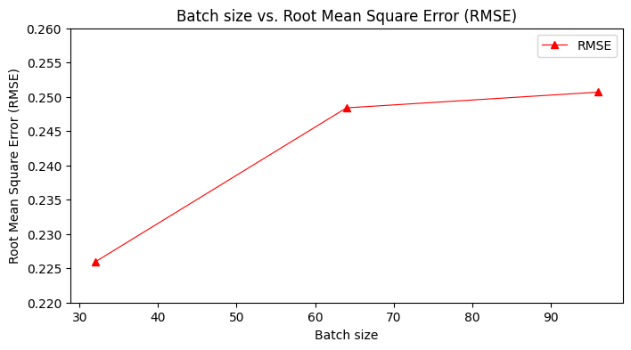 Batch size vs. Root Mean Square Error (RMSE)
RMSE
Root Mean Square Error (RMSE)
0.260
0.255
0.250
0.245
0.240
0.235
0.230
0.225
0.220
30 40 50 60 70 80 90
Batch size